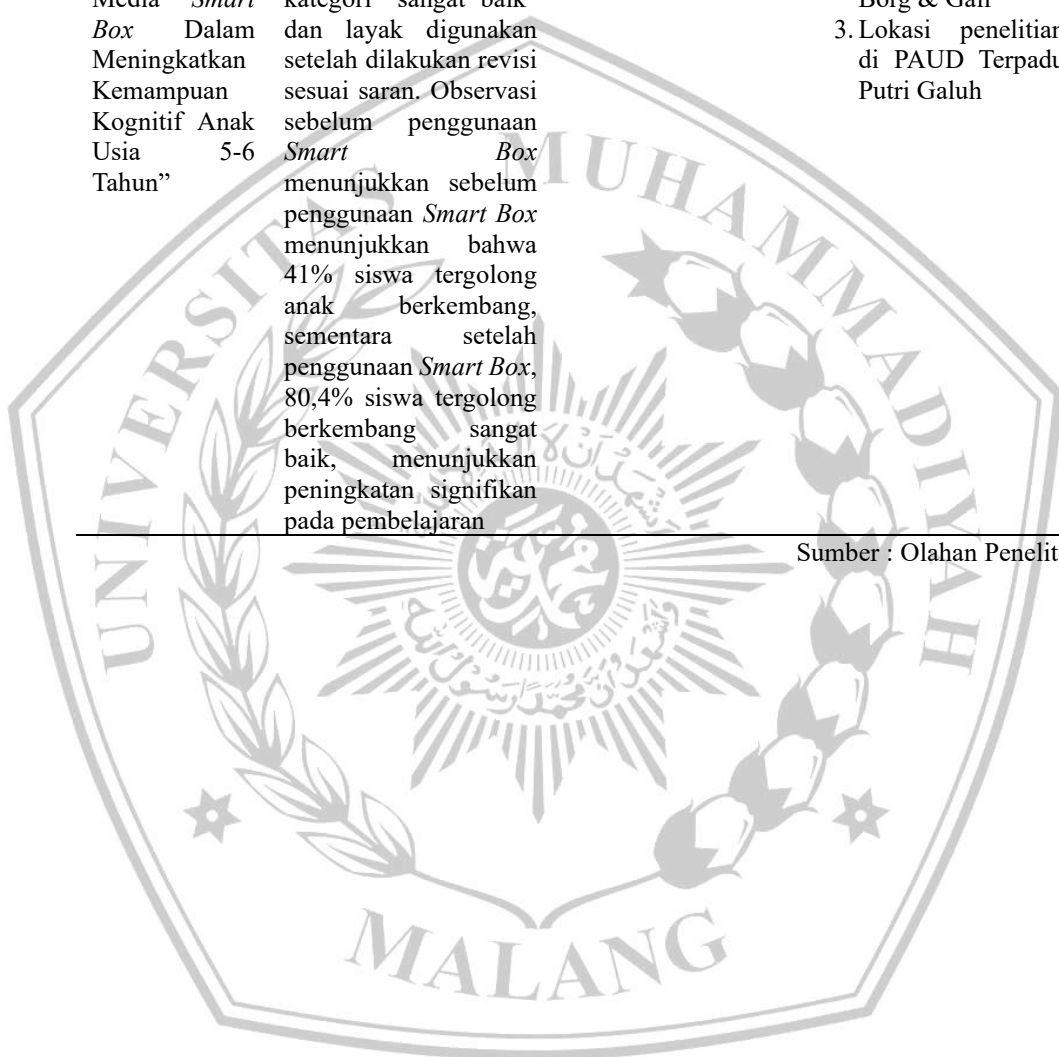 Media Smart
Box Dalam
Meningkatkan
Kemampuan
Kognitif Anak
Usia 5-6
Tahun”
kategori “sangat baik”
dan layak digunakan
setelah dilakukan revisi
sesuai saran. Observasi
sebelum penggunaan
Smart Box
menunjukkan sebelum
penggunaan Smart Box
menunjukkan bahwa
41% siswa tergolong
anak berkembang,
sementara setelah
penggunaan Smart Box,
80,4% siswa tergolong
berkembang sangat
baik, menunjukkan
peningkatan signifikan
pada pembelajaran
Borg & Gall
3. Lokasi penelitian
di PAUD Terpadu
Putri Galuh
Sumber : Olahan Penelit
UNIVERSITAS MUHAMMADIYAH
MALANG